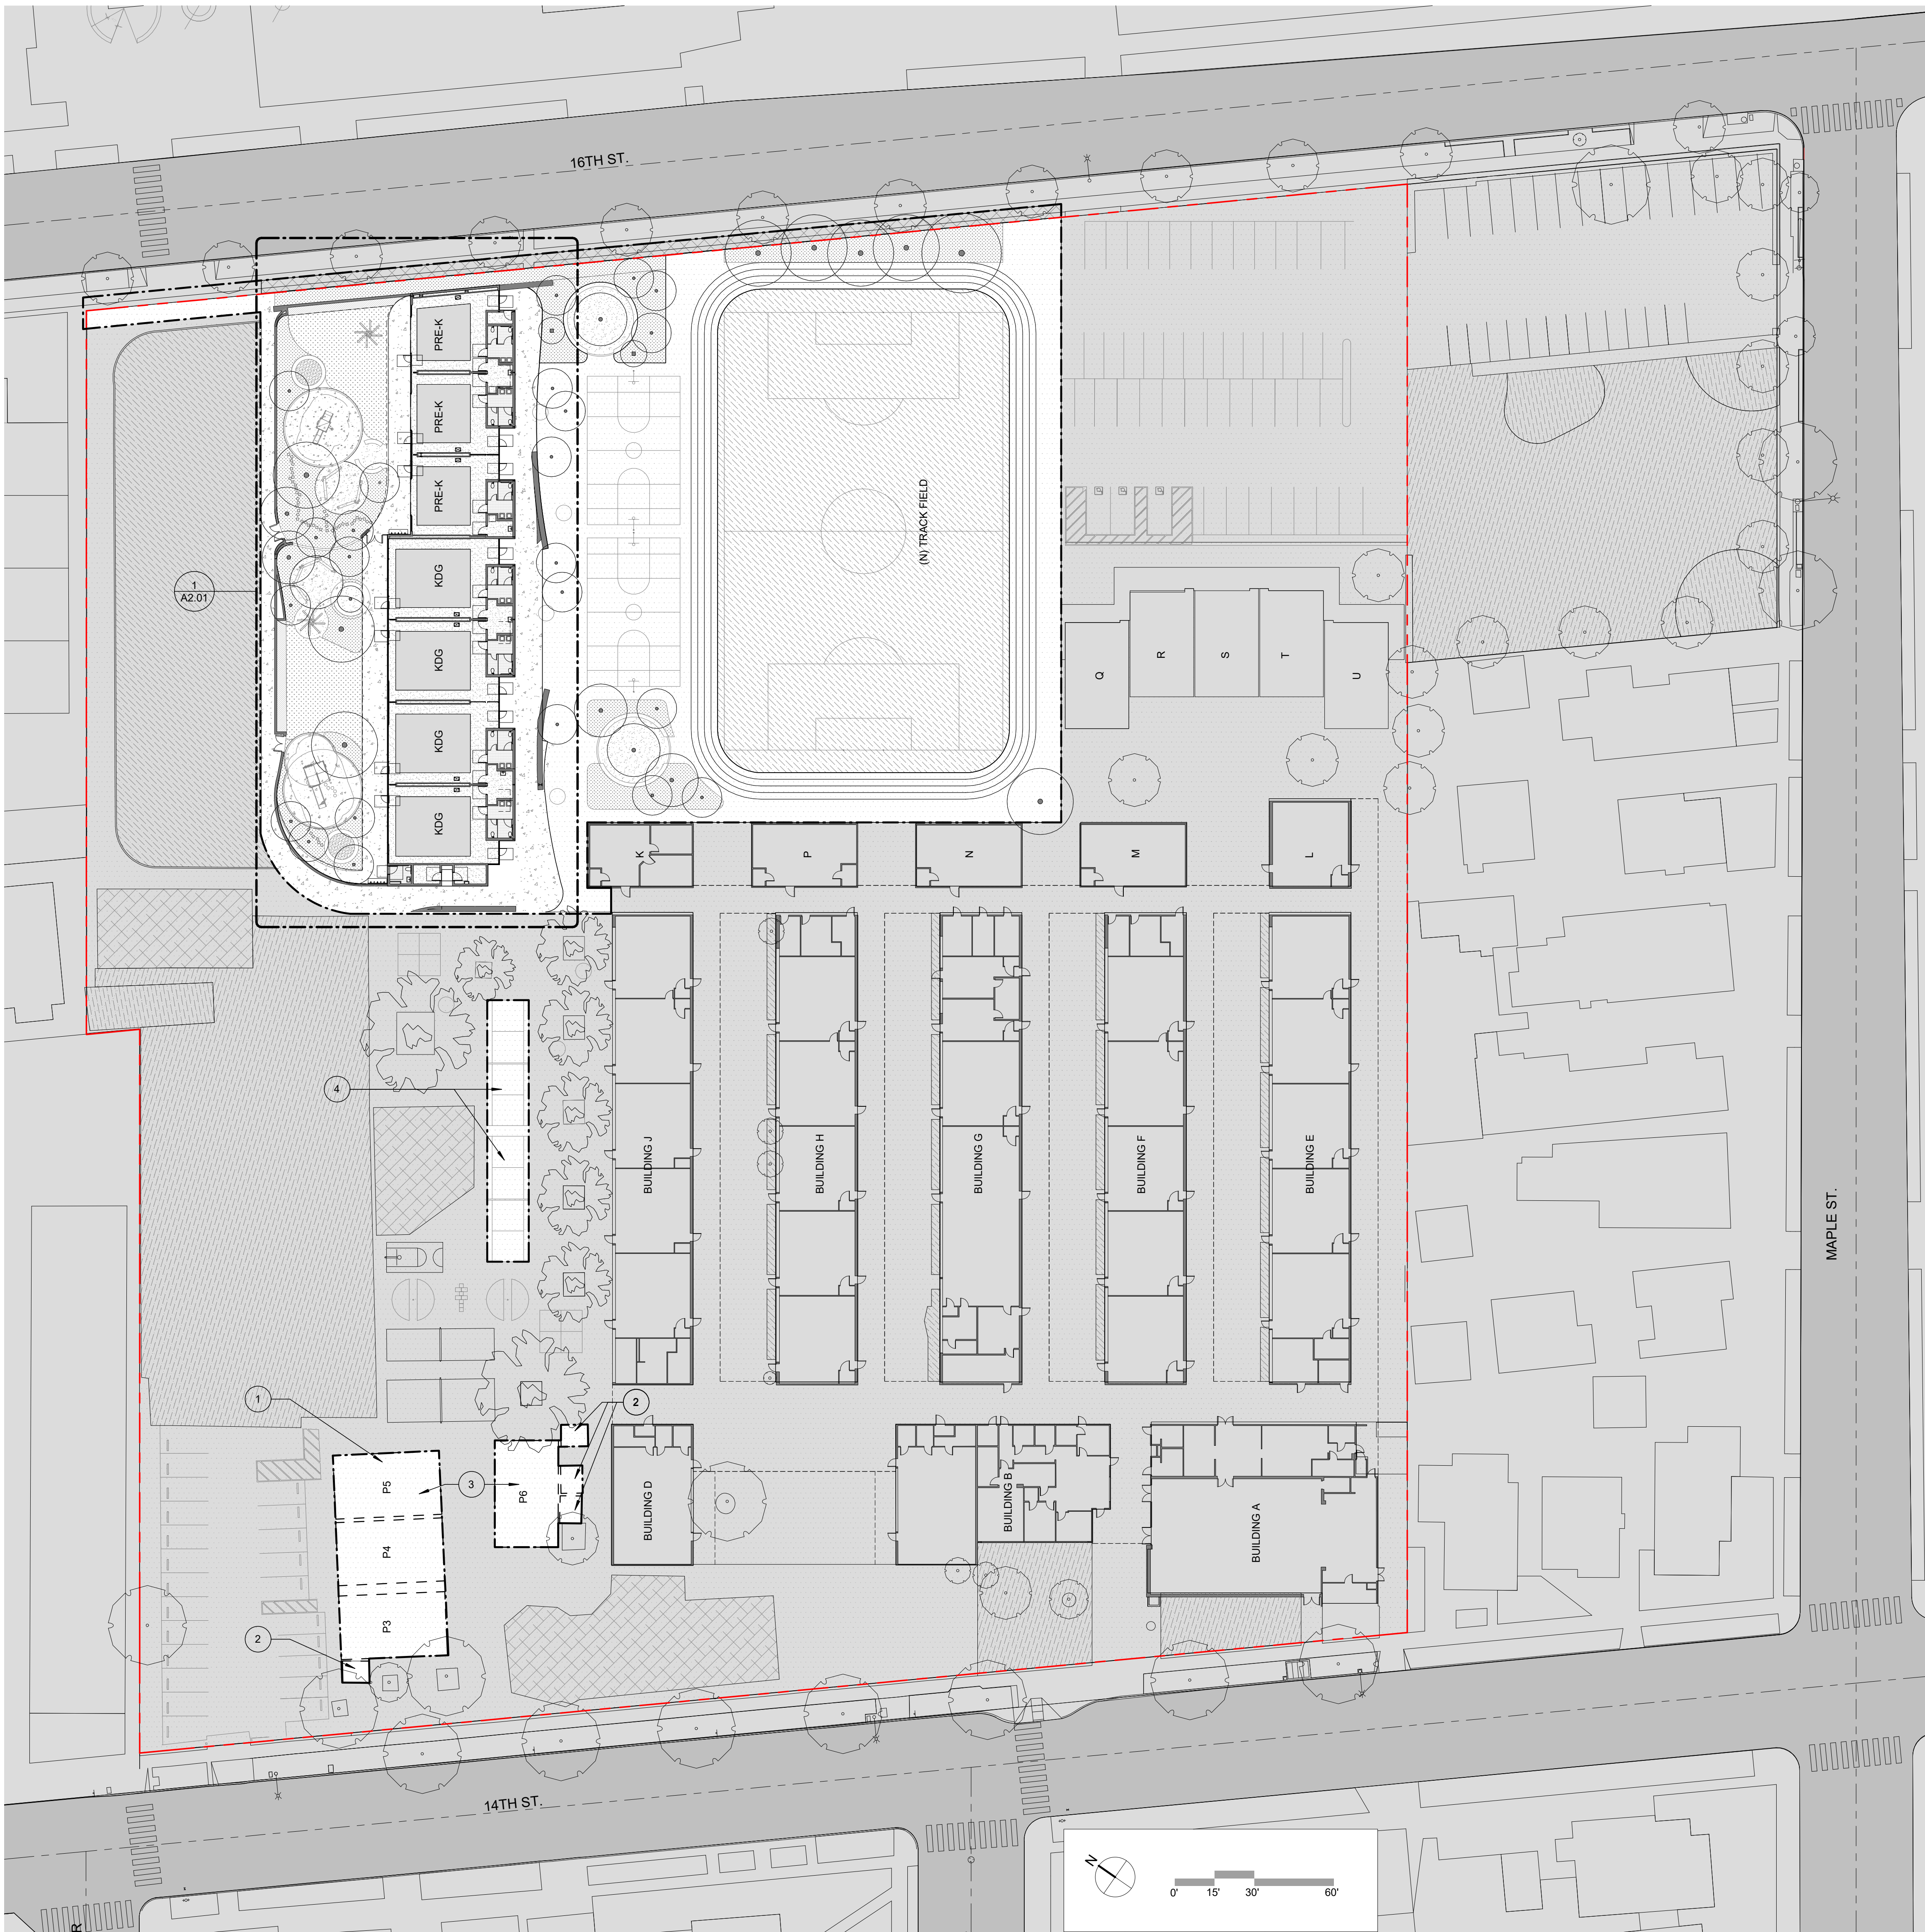 16TH ST.
PRE-K
PRE-K
PRE-K
KDG
KDG
KDG
KDG
(N) TRACK FIELD
1
A2.01
Q
R
S
T
U
K
P
N
M
L
4
BUILDING J
BUILDING H
BUILDING G
BUILDING F
BUILDING E
MAPLE ST.
1
2
3
P5
P4
P3
P6
2
BUILDING D
BUILDING B
BUILDING A
14TH ST.
N
0' 15' 30' 60'
R